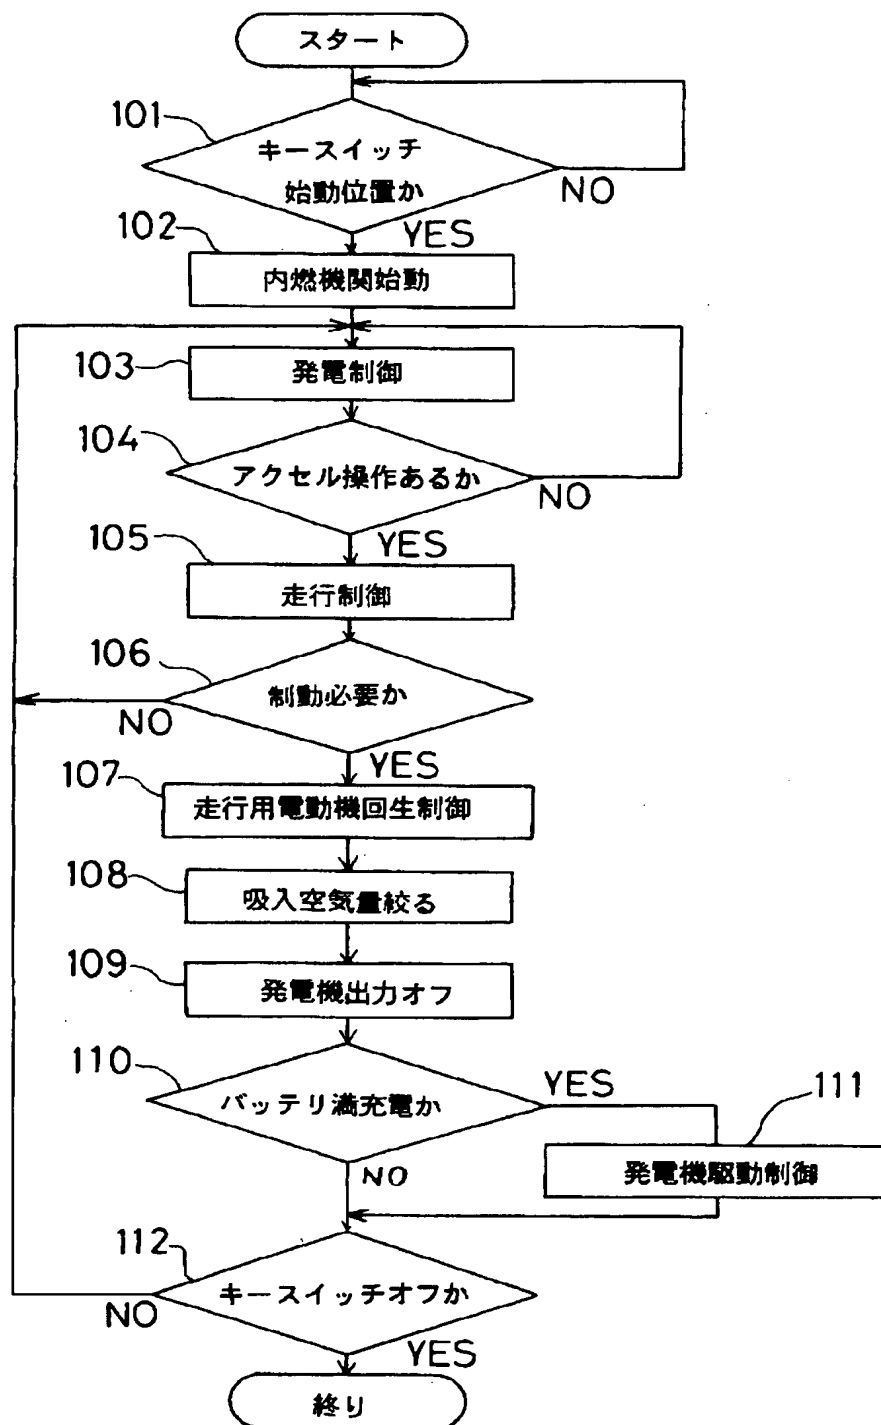 スタート
101
キースイッチ
始動位置か
NO
YES
102
内燃機関始動
103
発電制御
104
アクセル操作あるか
NO
YES
105
走行制御
106
制動必要か
NO
YES
107
走行用電動機回生制御
108
吸入空気量絞る
109
発電機出力オフ
110
バッテリ満充電か
YES
111
NO
発電機駆動制御
112
キースイッチオフか
NO
YES
終り